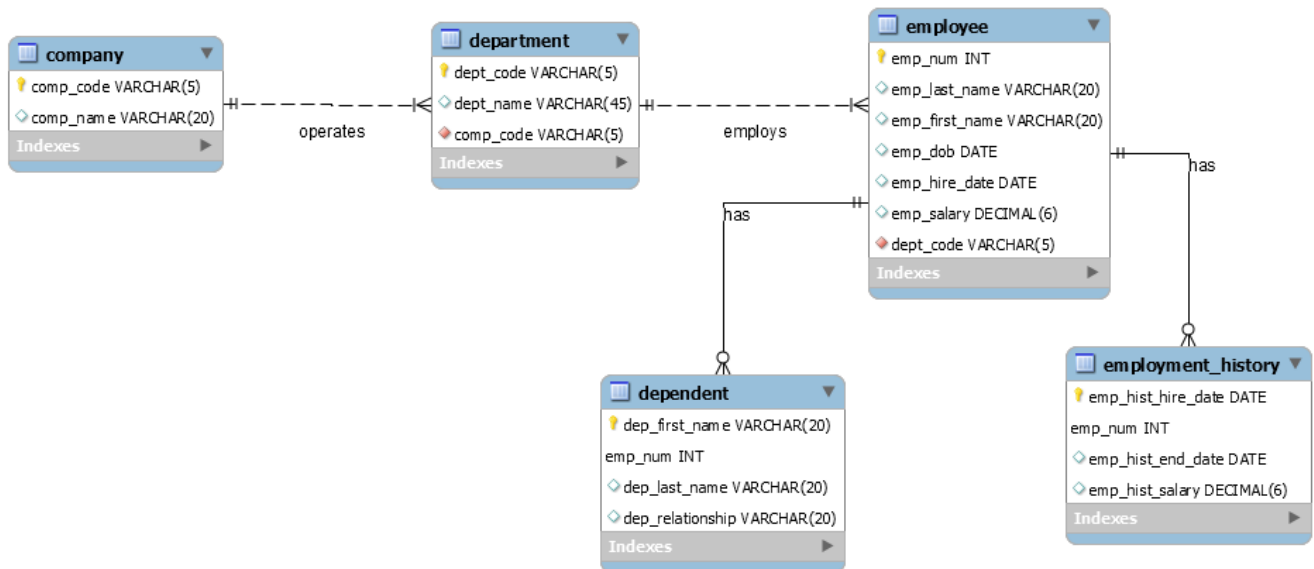 company
comp_code VARCHAR(5)
comp_name VARCHAR(20)
Indexes
operates
department
dept_code VARCHAR(5)
dept_name VARCHAR(45)
comp_code VARCHAR(5)
Indexes
employs
employee
emp_num INT
emp_last_name VARCHAR(20)
emp_first_name VARCHAR(20)
emp_dob DATE
emp_hire_date DATE
emp_salary DECIMAL(6)
dept_code VARCHAR(5)
Indexes
has
has
dependent
dep_first_name VARCHAR(20)
emp_num INT
dep_last_name VARCHAR(20)
dep_relationship VARCHAR(20)
Indexes
employment_history
emp_hist_hire_date DATE
emp_num INT
emp_hist_end_date DATE
emp_hist_salary DECIMAL(6)
Indexes